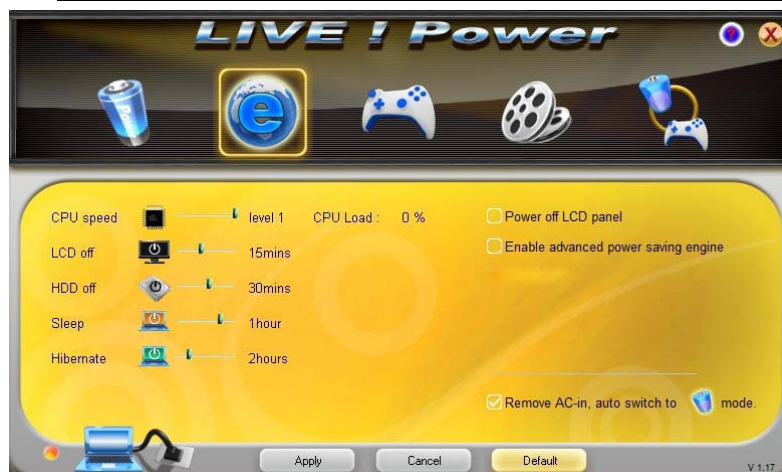 LIVE ! Power
CPU speed level 1 CPU Load : 0 % Power off LCD panel
LCD off 15mins Enable advanced power saving engine
HDD off 30mins
Sleep 1hour
Hibernate 2hours
Remove AC-in, auto switch to mode.
Apply Cancel Default
V 1.17